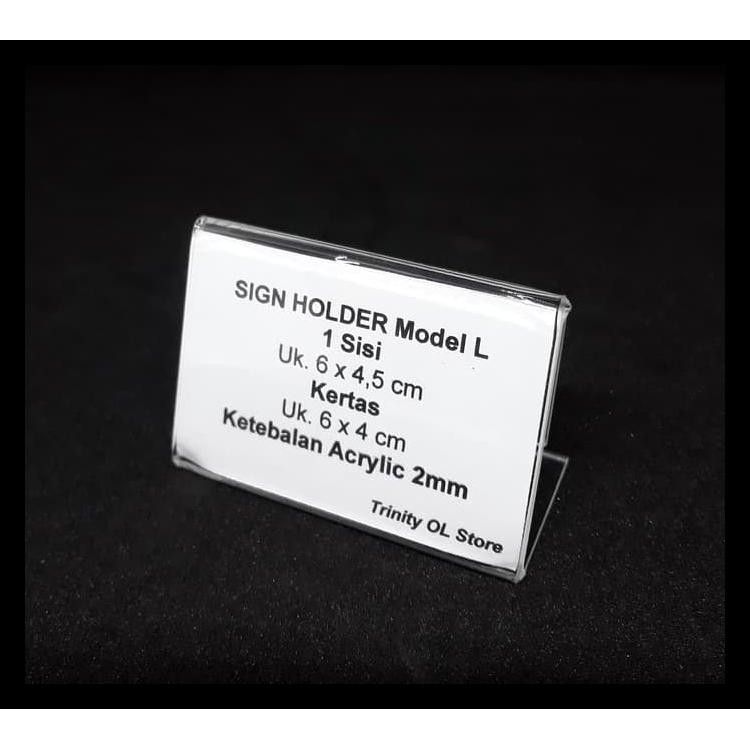 SIGN HOLDER Model L
1 Sisi
Uk. 6 x 4,5 cm
Kertas
Uk. 6 x 4 cm
Ketebalan Acrylic 2mm
Trinity OL Store